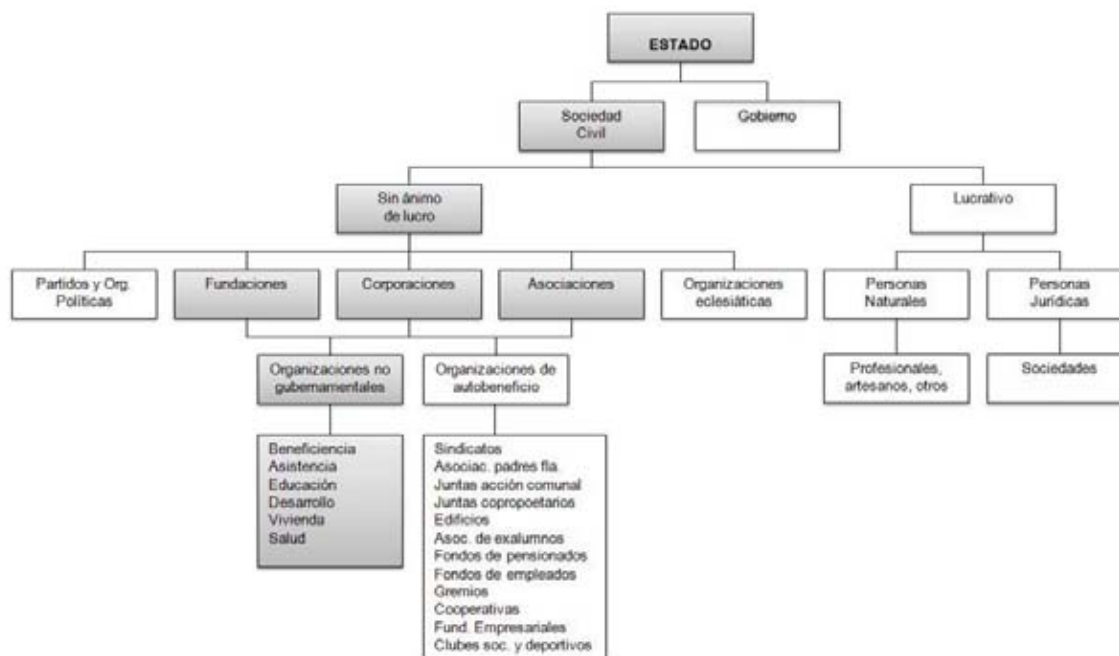 ESTADO
Sociedad
Civil
Gobierno
Sin ánimo
de lucro
Lucrativo
Partidos y Org.
Políticas
Fundaciones
Corporaciones
Asociaciones
Organizaciones
eclesiáticas
Personas
Naturales
Personas
Jurídicas
Organizaciones no
gubernamentales
Organizaciones de
autobeneficio
Profesionales,
artesanos, otros
Sociedades
Beneficiencia
Asistencia
Educación
Desarrollo
Vivienda
Salud
Sindicatos
Asociac. padres fla.
Juntas acción comunal
Juntas copropoetarios
Edificios
Asoc. de exalumnos
Fondos de pensionados
Fondos de empleados
Gremios
Cooperativas
Fund. Empresariales
Clubes soc. y deportivos